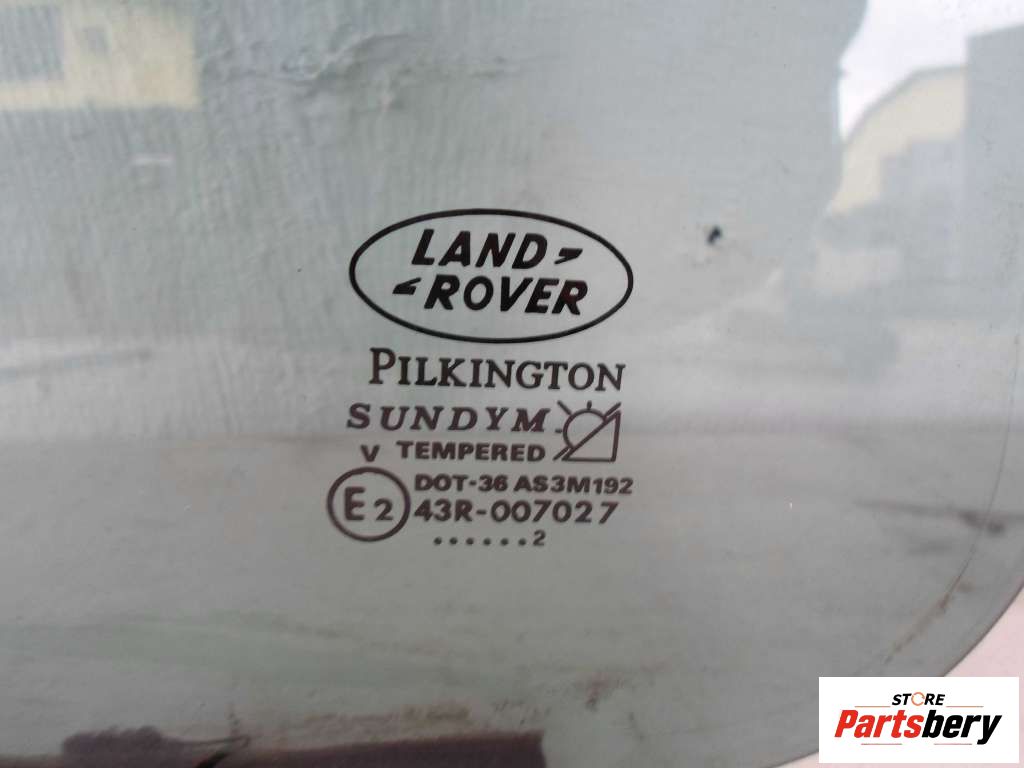 LAND
ROVER
PILKINGTON
SUNDYM
V TEMPERED
DOT-36 AS3M192
E2 43R-007027
......2
STORE
Partsbery